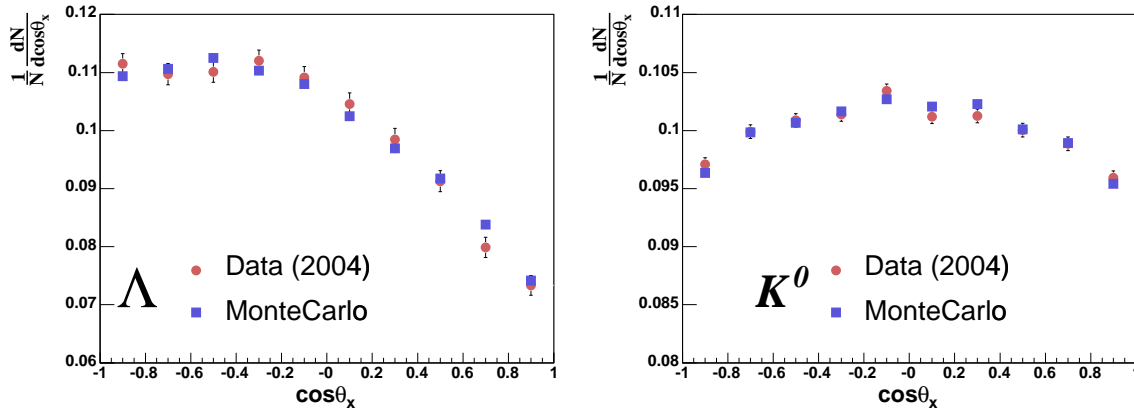 1/N dN/dcosθx
0.12
0.11
0.1
0.09
0.08
0.07
0.06
Λ
Data (2004)
MonteCarlo
-1 -0.8 -0.6 -0.4 -0.2 -0 0.2 0.4 0.6 0.8 1
cosθx
1/N dN/dcosθx
0.11
0.105
0.1
0.095
0.09
0.085
0.08
K0
Data (2004)
MonteCarlo
-1 -0.8 -0.6 -0.4 -0.2 -0 0.2 0.4 0.6 0.8 1
cosθx